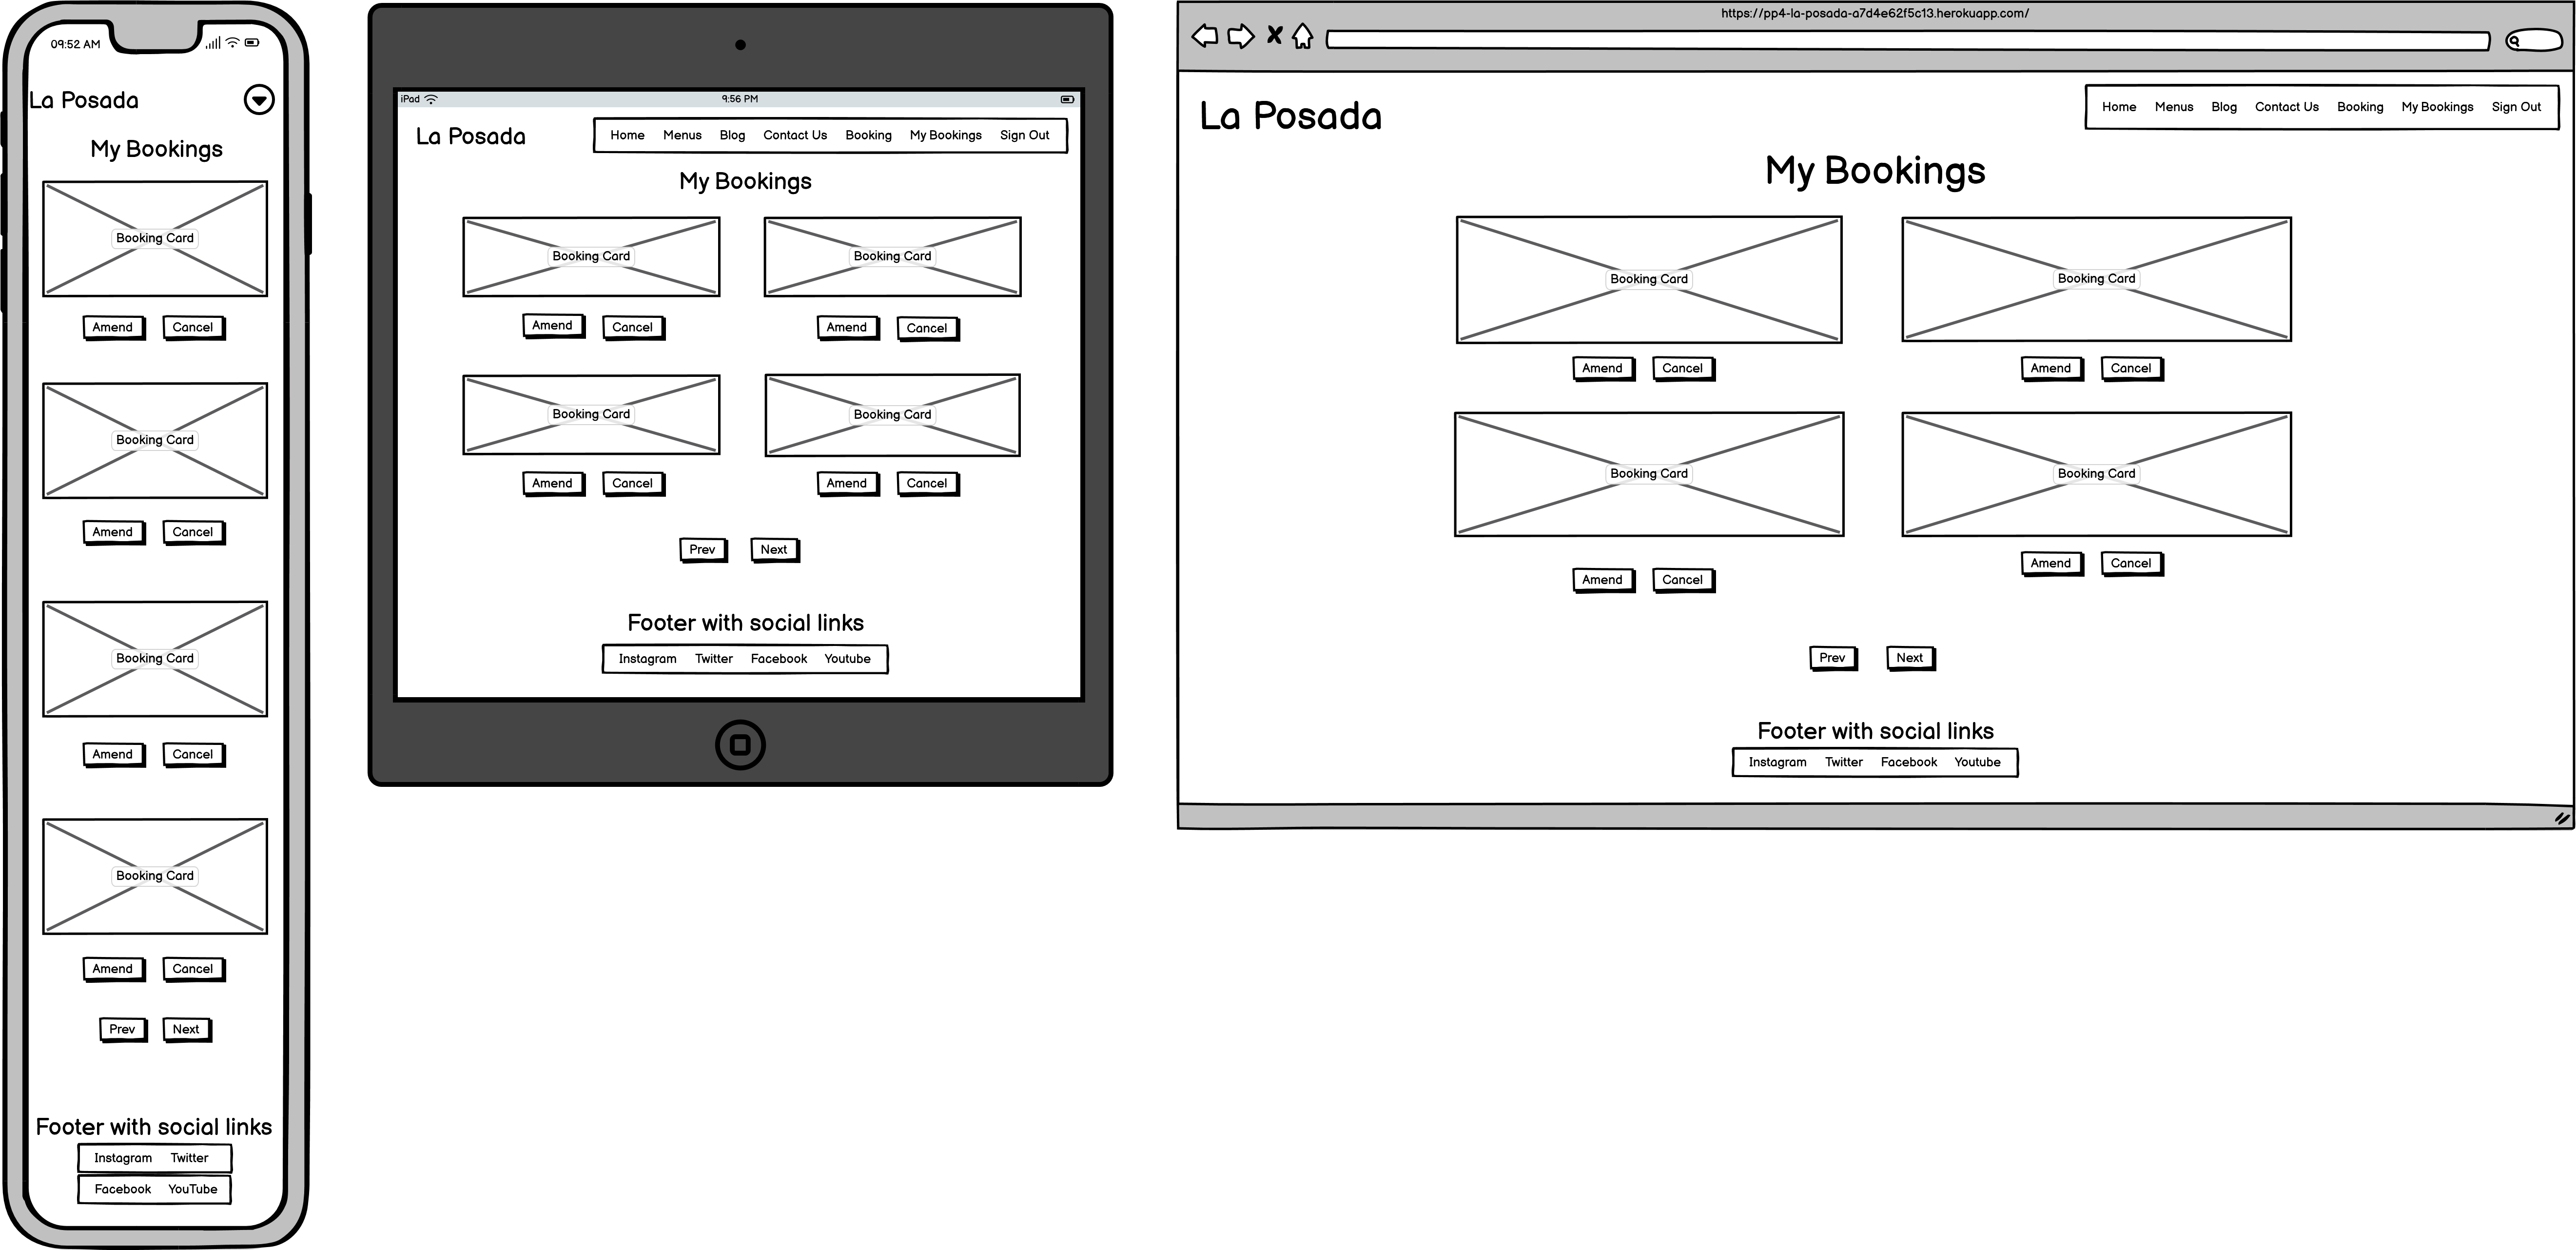 09:52 AM
La Posada
My Bookings
Booking Card
Amend Cancel
Booking Card
Amend Cancel
Booking Card
Amend Cancel
Booking Card
Amend Cancel
Prev Next
Footer with social links
Instagram Twitter
Facebook YouTube
iPad 9:56 PM
La Posada
Home Menus Blog Contact Us Booking My Bookings Sign Out
My Bookings
Booking Card Booking Card
Amend Cancel Amend Cancel
Booking Card Booking Card
Amend Cancel Amend Cancel
Prev Next
Footer with social links
Instagram Twitter Facebook Youtube
https://pp4-la-posada-a7d4e62f5c13.herokuapp.com/
La Posada
Home Menus Blog Contact Us Booking My Bookings Sign Out
My Bookings
Booking Card Booking Card
Amend Cancel Amend Cancel
Booking Card Booking Card
Amend Cancel Amend Cancel
Prev Next
Footer with social links
Instagram Twitter Facebook Youtube